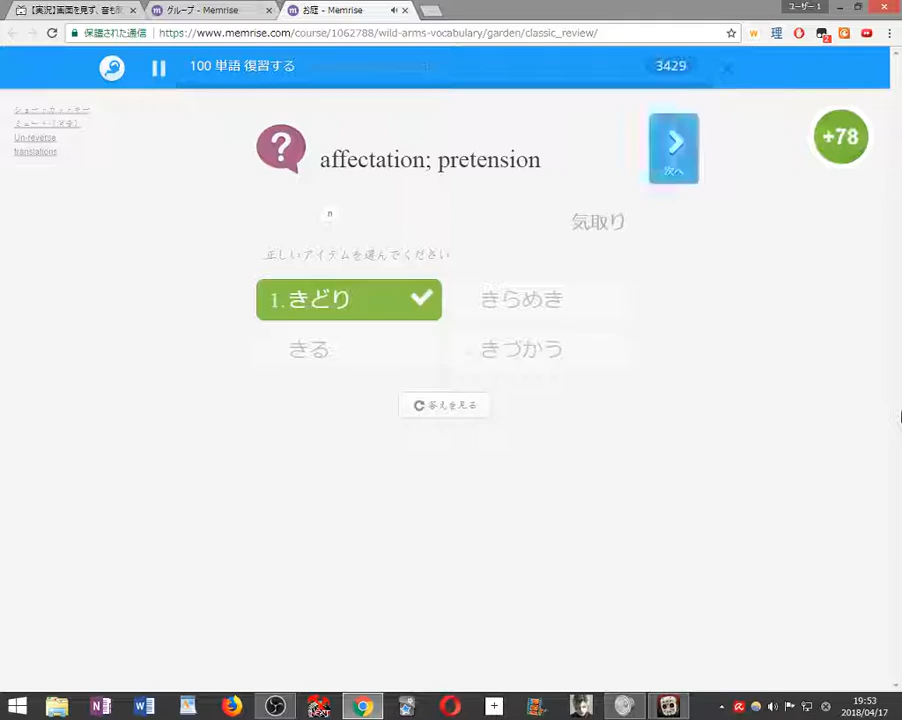 【実況】画面を見ず、音も
グループ - Memrise
お庭 - Memrise
ユーザー 1
保護された通信
https://www.memrise.com/course/1062788/wild-arms-vocabulary/garden/classic_review/
100 単語 復習する
3429
Un-reverse
translations
affectation; pretension
次へ
+78
n
気取り
正しいアイテムを選んでください
1. きどり
きらめき
きる
きづかう
答えを見る
19:53
2018/04/17